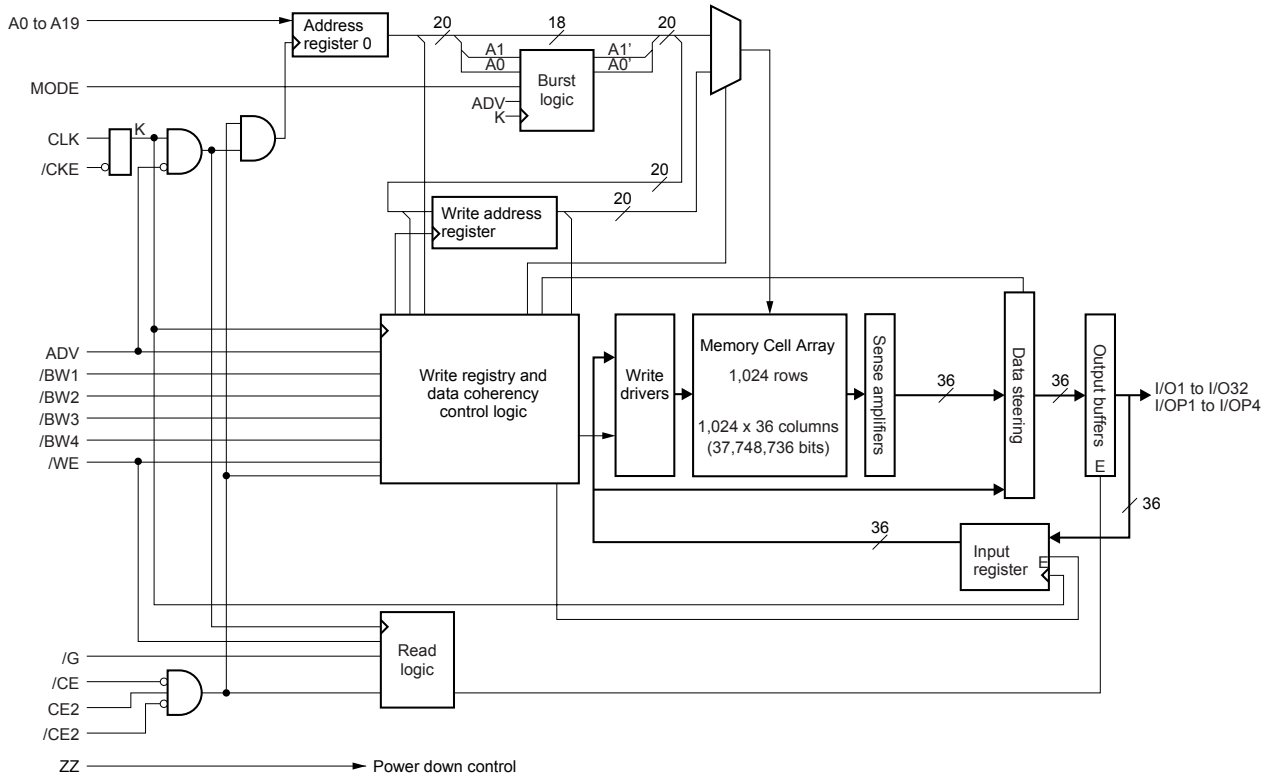 A0 to A19
Address
register 0
20
18
20
A1
A0
A1'
A0'
MODE
Burst
logic
ADV
K
CLK
K
/CKE
20
Write address
register
20
ADV
/BW1
/BW2
/BW3
/BW4
/WE
Write registry and
data coherency
control logic
Write
drivers
Memory Cell Array
1,024 rows
1,024 x 36 columns
(37,748,736 bits)
Sense amplifiers
36
Data steering
36
Output buffers
E
I/O1 to I/O32
I/OP1 to I/OP4
36
36
Input
register
E
Read
logic
/G
/CE
CE2
/CE2
ZZ
Power down control